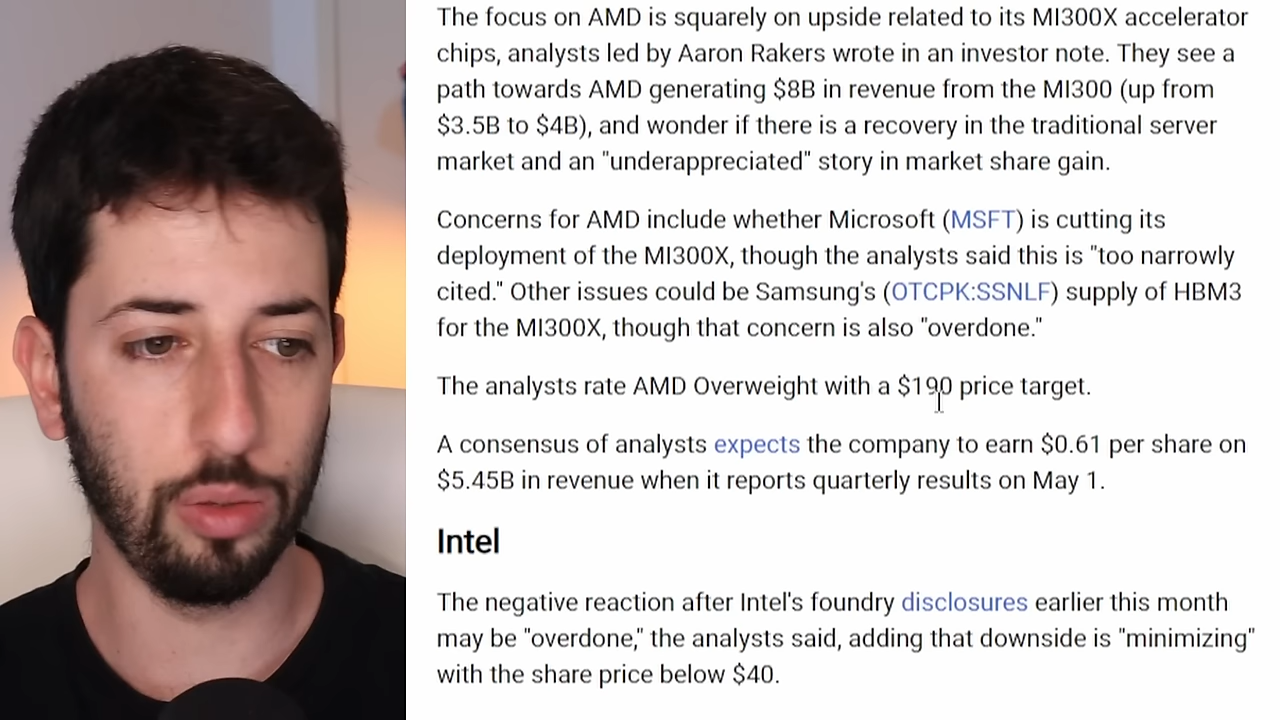 The focus on AMD is squarely on upside related to its MI300X accelerator
chips, analysts led by Aaron Rakers wrote in an investor note. They see a
path towards AMD generating $8B in revenue from the MI300 (up from
$3.5B to $4B), and wonder if there is a recovery in the traditional server
market and an "underappreciated" story in market share gain.
Concerns for AMD include whether Microsoft (MSFT) is cutting its
deployment of the MI300X, though the analysts said this is "too narrowly
cited." Other issues could be Samsung's (OTCPK:SSNLF) supply of HBM3
for the MI300X, though that concern is also "overdone."
The analysts rate AMD Overweight with a $190 price target.
A consensus of analysts expects the company to earn $0.61 per share on
$5.45B in revenue when it reports quarterly results on May 1.
Intel
The negative reaction after Intel's foundry disclosures earlier this month
may be "overdone," the analysts said, adding that downside is "minimizing"
with the share price below $40.